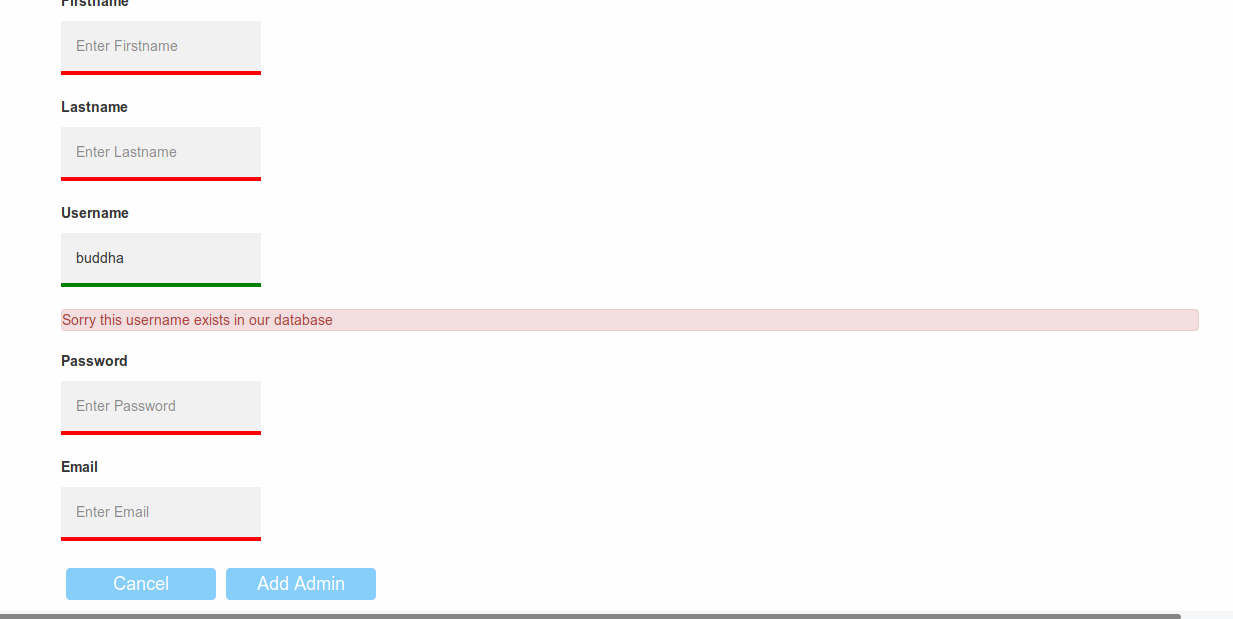 Firstname
Enter Firstname
Lastname
Enter Lastname
Username
buddha
Sorry this username exists in our database
Password
Enter Password
Email
Enter Email
Cancel Add Admin